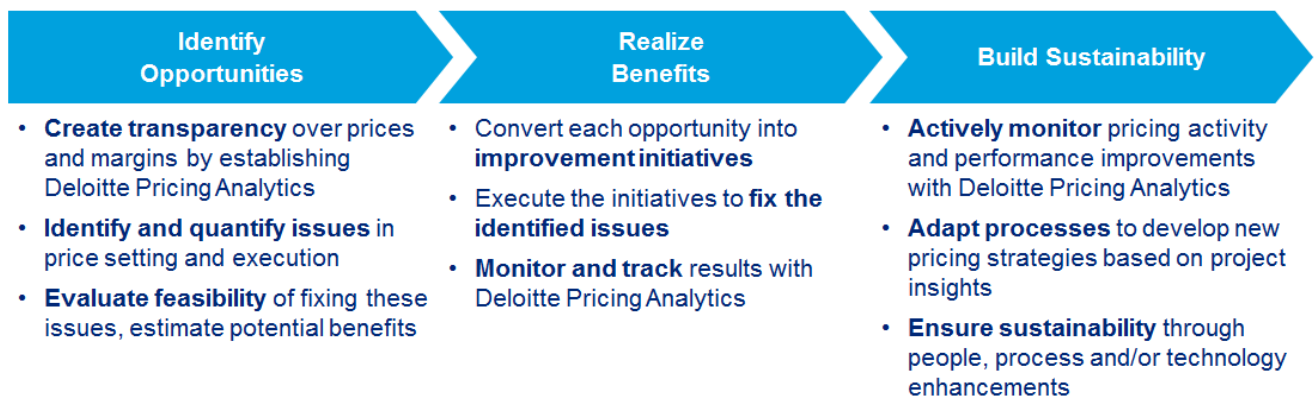 Identify
Opportunities
• Create transparency over prices
and margins by establishing
Deloitte Pricing Analytics
• Identify and quantify issues in
price setting and execution
• Evaluate feasibility of fixing these
issues, estimate potential benefits
Realize
Benefits
• Convert each opportunity into
improvement initiatives
• Execute the initiatives to fix the
identified issues
• Monitor and track results with
Deloitte Pricing Analytics
Build Sustainability
• Actively monitor pricing activity
and performance improvements
with Deloitte Pricing Analytics
• Adapt processes to develop new
pricing strategies based on project
insights
• Ensure sustainability through
people, process and/or technology
enhancements